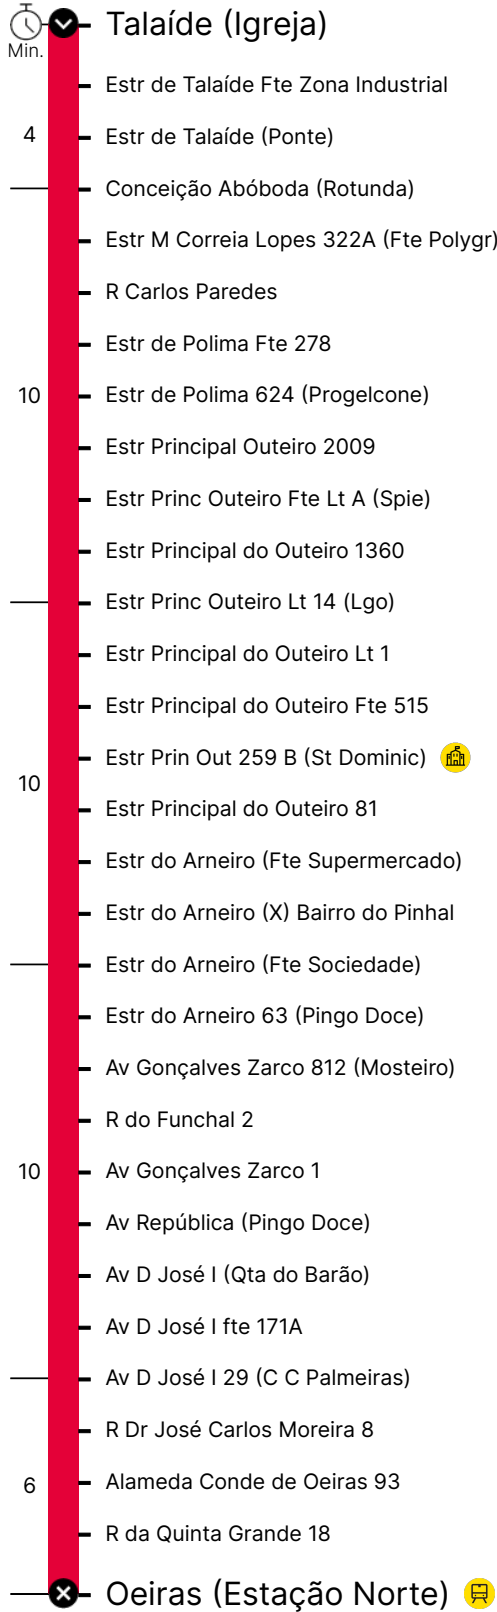 Talaíde (Igreja)
Min.
Estr de Talaíde Fte Zona Industrial
4
Estr de Talaíde (Ponte)
Conceição Abóboda (Rotunda)
Estr M Correia Lopes 322A (Fte Polygr)
R Carlos Paredes
Estr de Polima Fte 278
10
Estr de Polima 624 (Progelcone)
Estr Principal Outeiro 2009
Estr Princ Outeiro Fte Lt A (Spie)
Estr Principal do Outeiro 1360
Estr Princ Outeiro Lt 14 (Lgo)
Estr Principal do Outeiro Lt 1
Estr Principal do Outeiro Fte 515
Estr Prin Out 259 B (St Dominic)
10
Estr Principal do Outeiro 81
Estr do Arneiro (Fte Supermercado)
Estr do Arneiro (X) Bairro do Pinhal
Estr do Arneiro (Fte Sociedade)
Estr do Arneiro 63 (Pingo Doce)
Av Gonçalves Zarco 812 (Mosteiro)
R do Funchal 2
10
Av Gonçalves Zarco 1
Av República (Pingo Doce)
Av D José I (Qta do Barão)
Av D José I fte 171A
Av D José I 29 (C C Palmeiras)
R Dr José Carlos Moreira 8
6
Alameda Conde de Oeiras 93
R da Quinta Grande 18
Oeiras (Estação Norte)